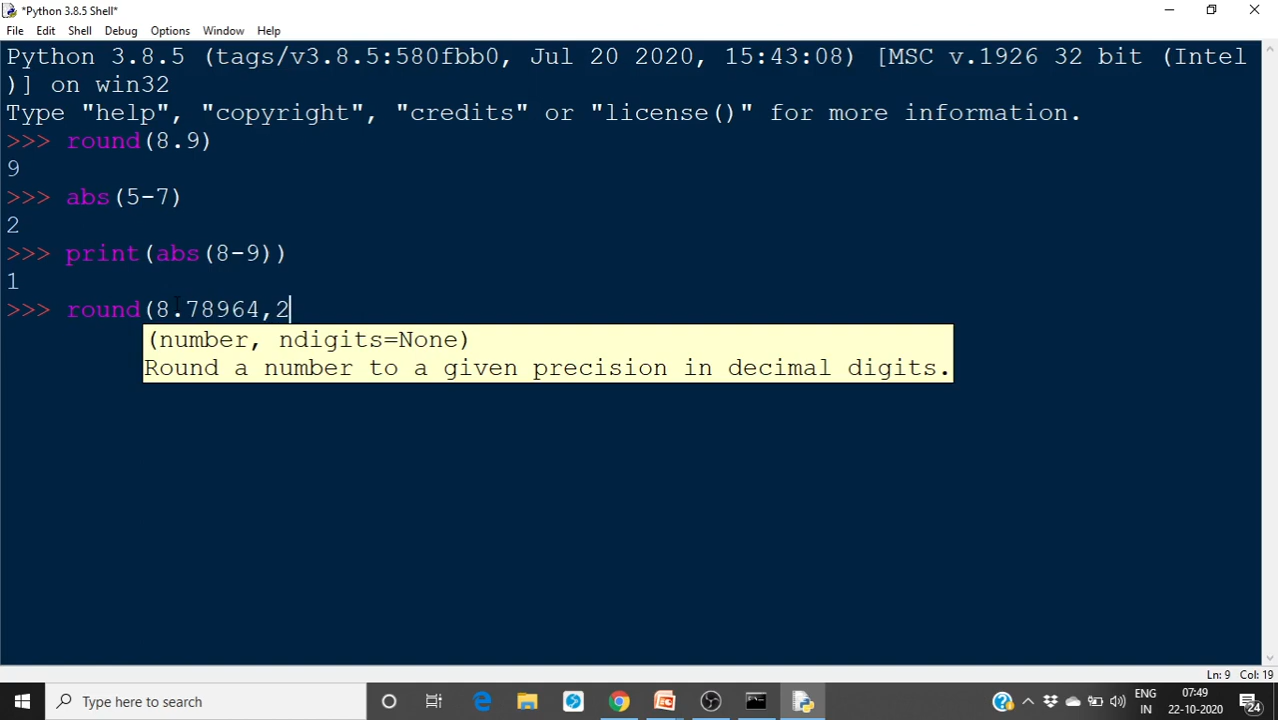 *Python 3.8.5 Shell*
File Edit Shell Debug Options Window Help
Python 3.8.5 (tags/v3.8.5:580fbb0, Jul 20 2020, 15:43:08) [MSC v.1926 32 bit (Intel
)] on win32
Type "help", "copyright", "credits" or "license()" for more information.
>>> round(8.9)
9
>>> abs(5-7)
2
>>> print(abs(8-9))
1
>>> round(8.78964,2
(number, ndigits=None)
Round a number to a given precision in decimal digits.
Ln: 9 Col: 19
Type here to search
ENG
IN
07:49
22-10-2020
24